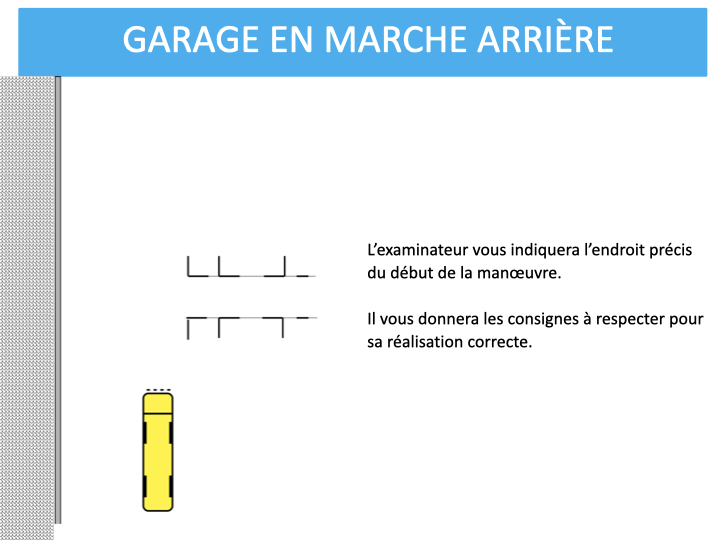 GARAGE EN MARCHE ARRIÈRE
L’examinateur vous indiquera l’endroit précis
du début de la manœuvre.
Il vous donnera les consignes à respecter pour
sa réalisation correcte.